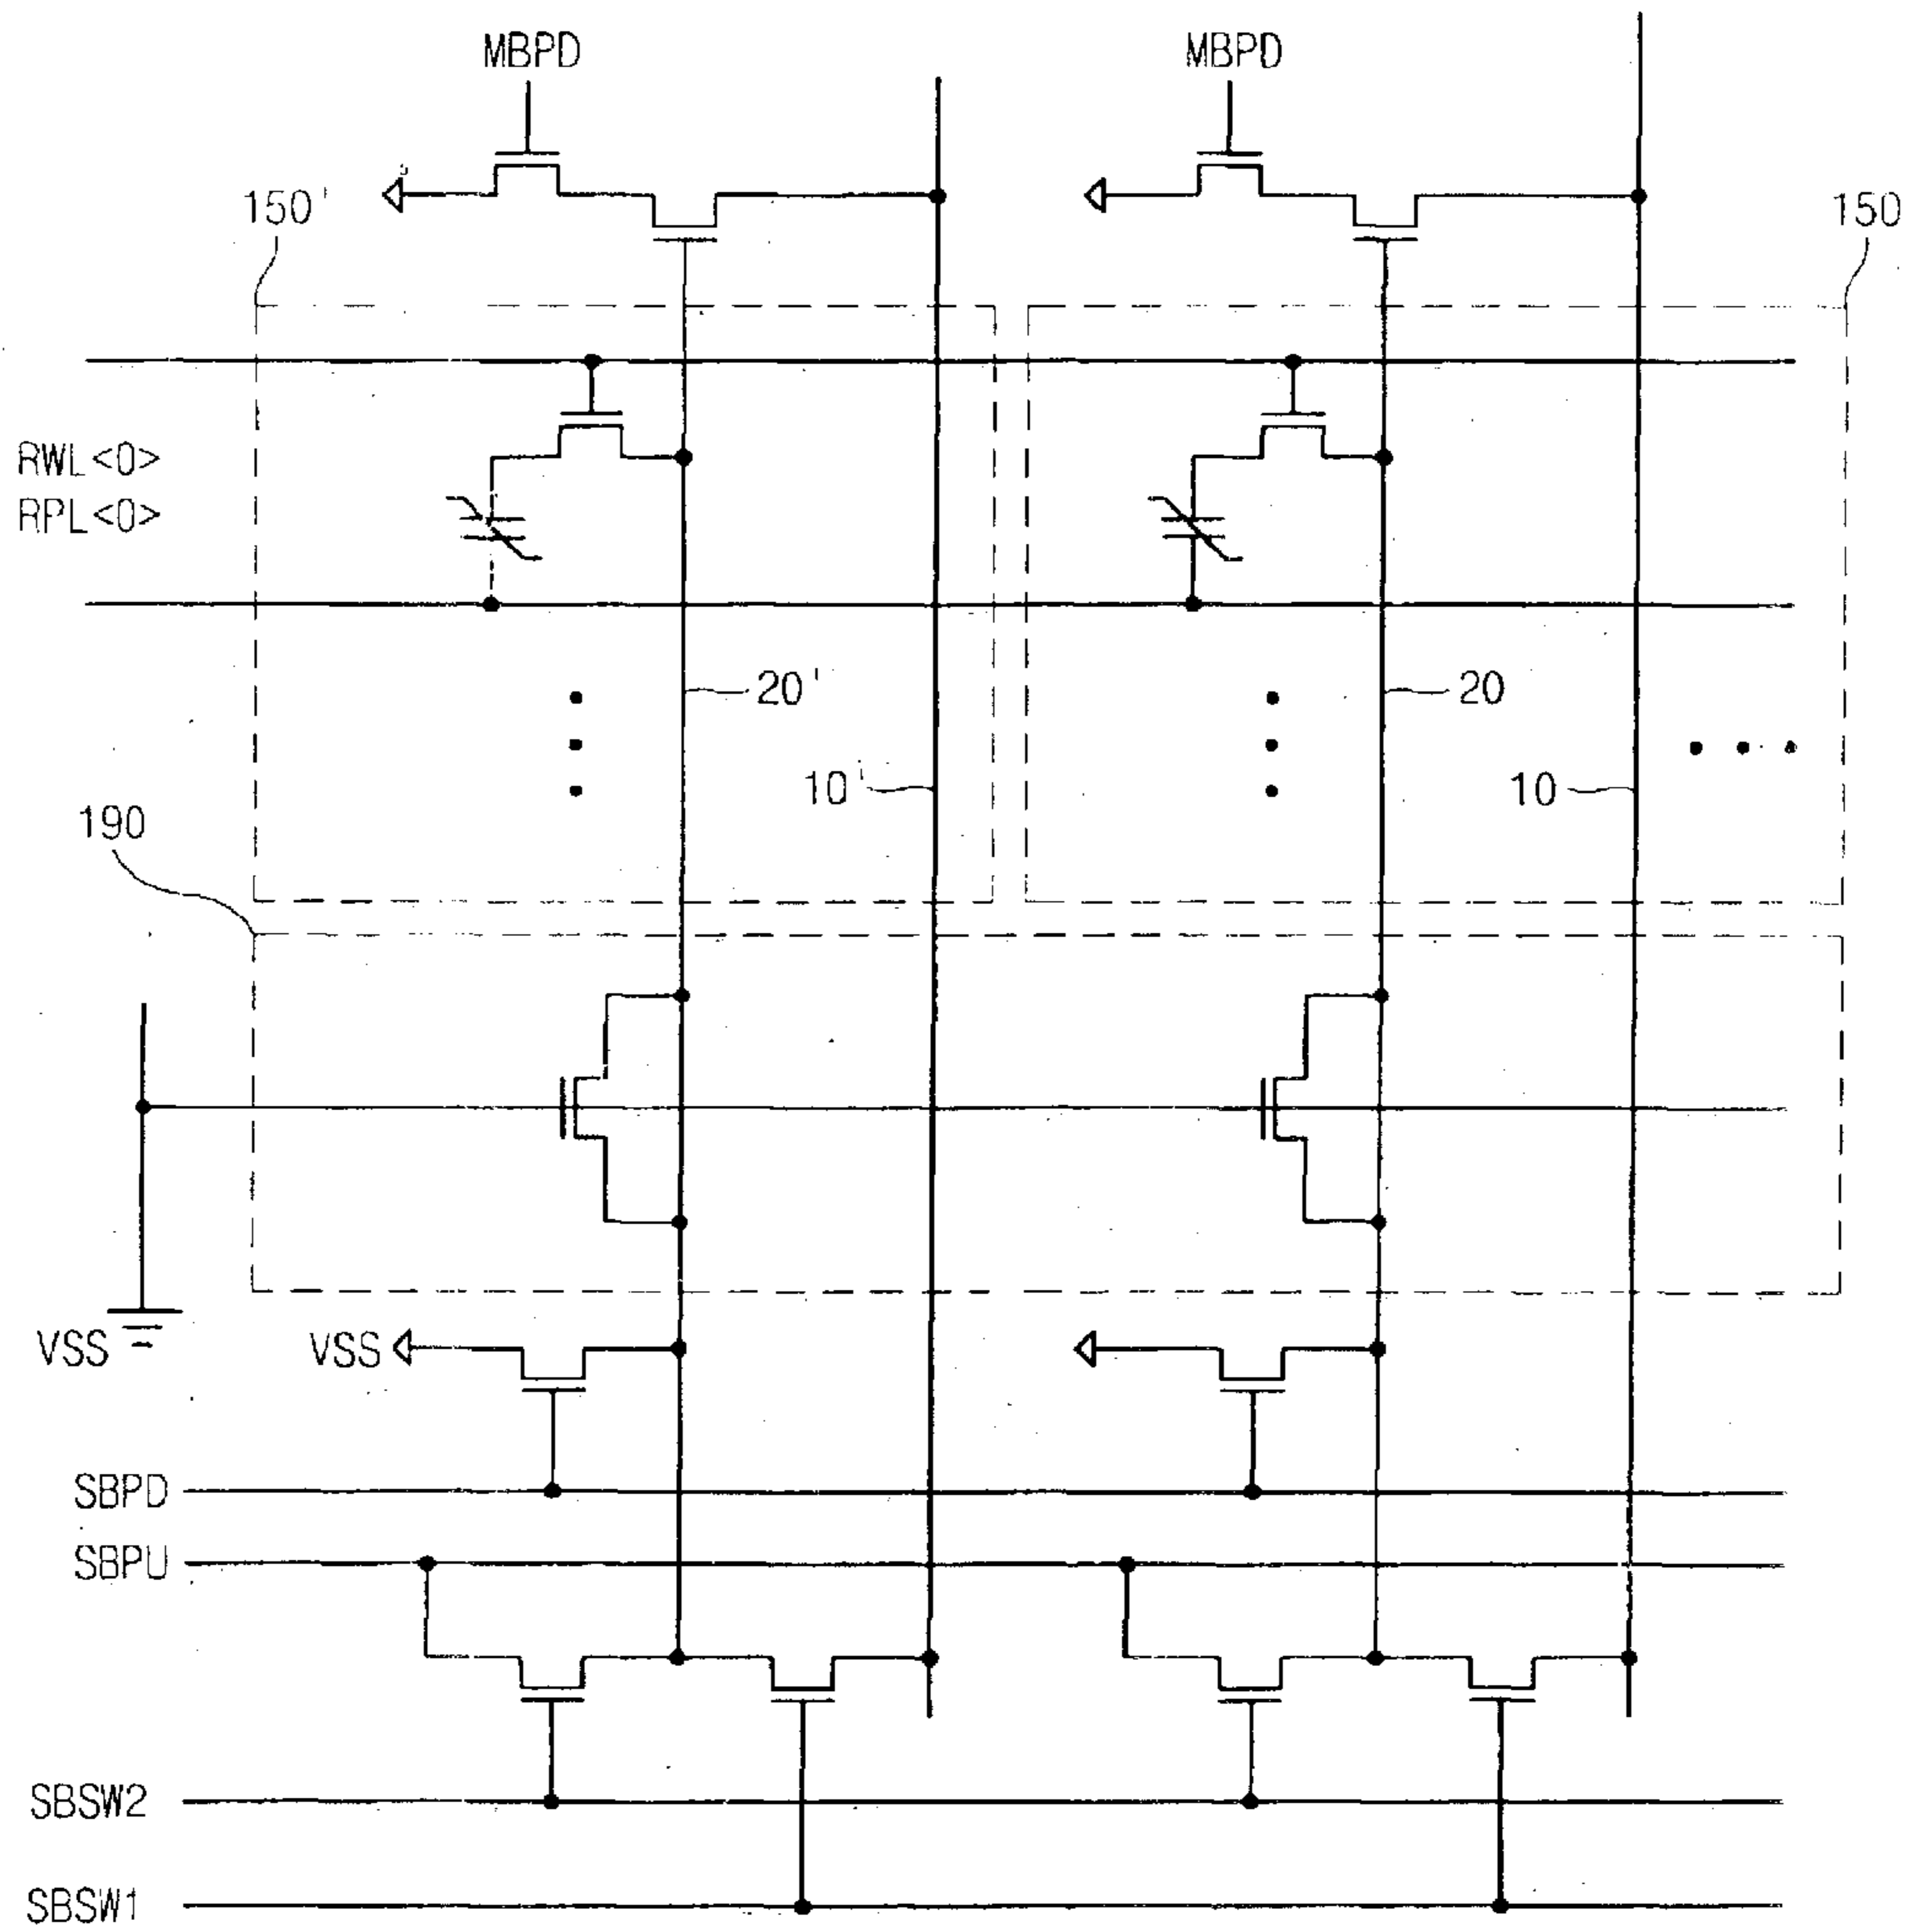 MBPD
MBPD
150'
150
RWL<0>
RPL<0>
20'
20
10'
10
190
VSS
VSS
SBPD
SBPU
SBSW2
SBSW1